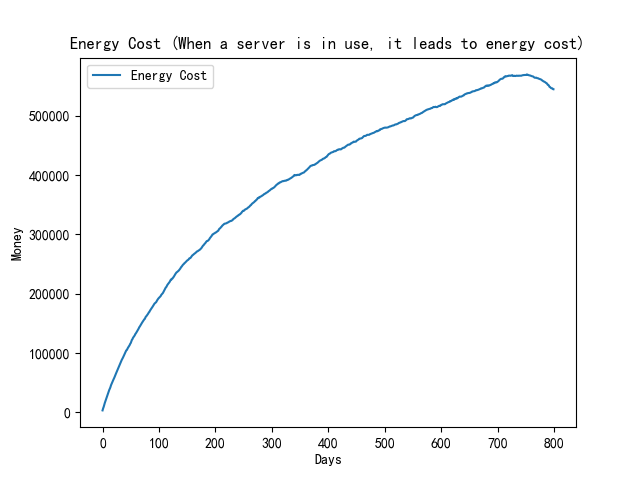 Energy Cost (When a server is in use, it leads to energy cost)
Energy Cost
500000
400000
300000
200000
100000
0
Money
0 100 200 300 400 500 600 700 800
Days